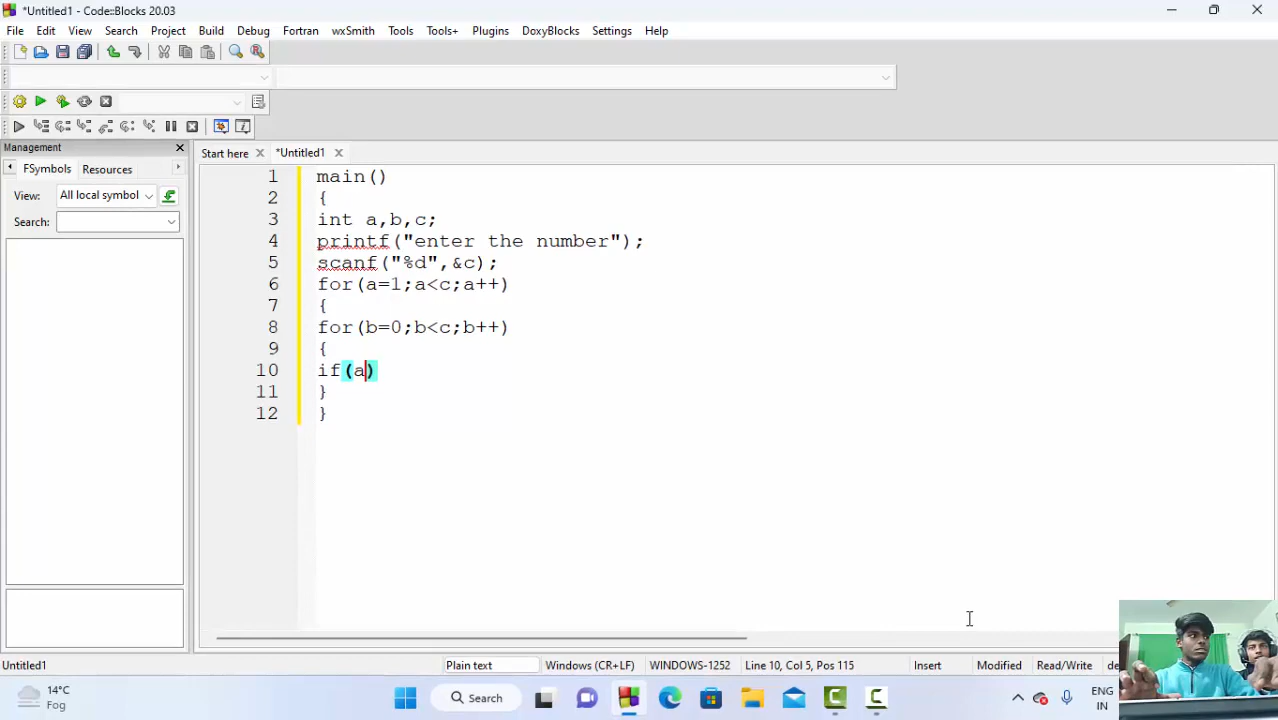 *Untitled1 - Code::Blocks 20.03
File Edit View Search Project Build Debug Fortran wxSmith Tools Tools+ Plugins DoxyBlocks Settings Help
Management
Start here *Untitled1
FSymbols Resources
View: All local symbol
Search:
1 main()
2 {
3 int a,b,c;
4 printf("enter the number");
5 scanf("%d",&c);
6 for(a=1;a<c;a++)
7 {
8 for(b=0;b<c;b++)
9 {
10 if(a)
11 }
12 }
Untitled1 Plain text Windows (CR+LF) WINDOWS-1252 Line 10, Col 5, Pos 115 Insert Modified Read/Write de
14°C
Fog
Search
ENG
IN